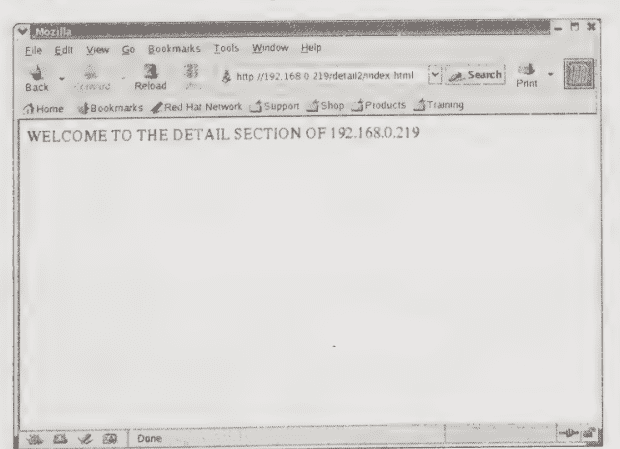 Mozilla
File Edit View Go Bookmarks Tools Window Help
Back Reload http://192.168.0.219/detail2/index.html Search Print
Home Bookmarks Red Hat Network Support Shop Products Training
WELCOME TO THE DETAIL SECTION OF 192.168.0.219
Done